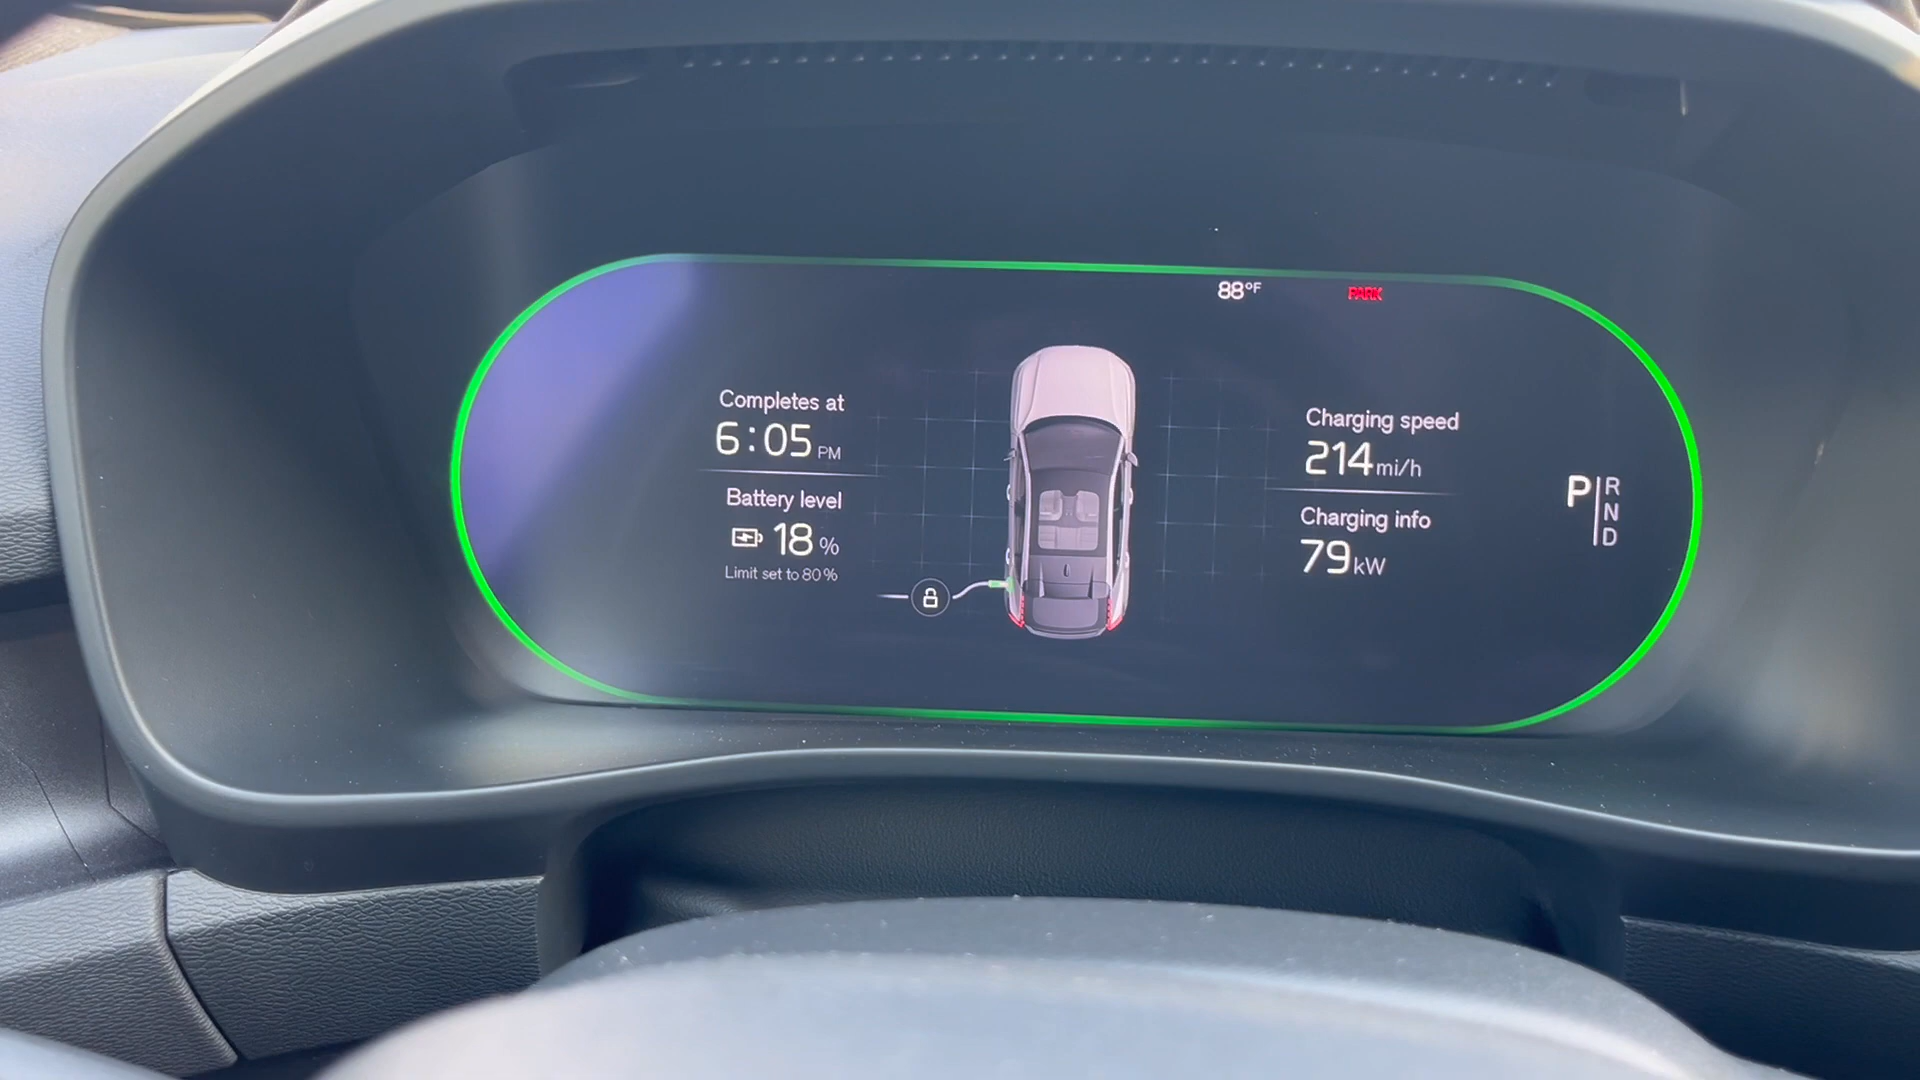 88°F
PARK
Completes at
6:05 PM
Battery level
18 %
Limit set to 80%
Charging speed
214 mi/h
Charging info
79 kW
P
R
N
D